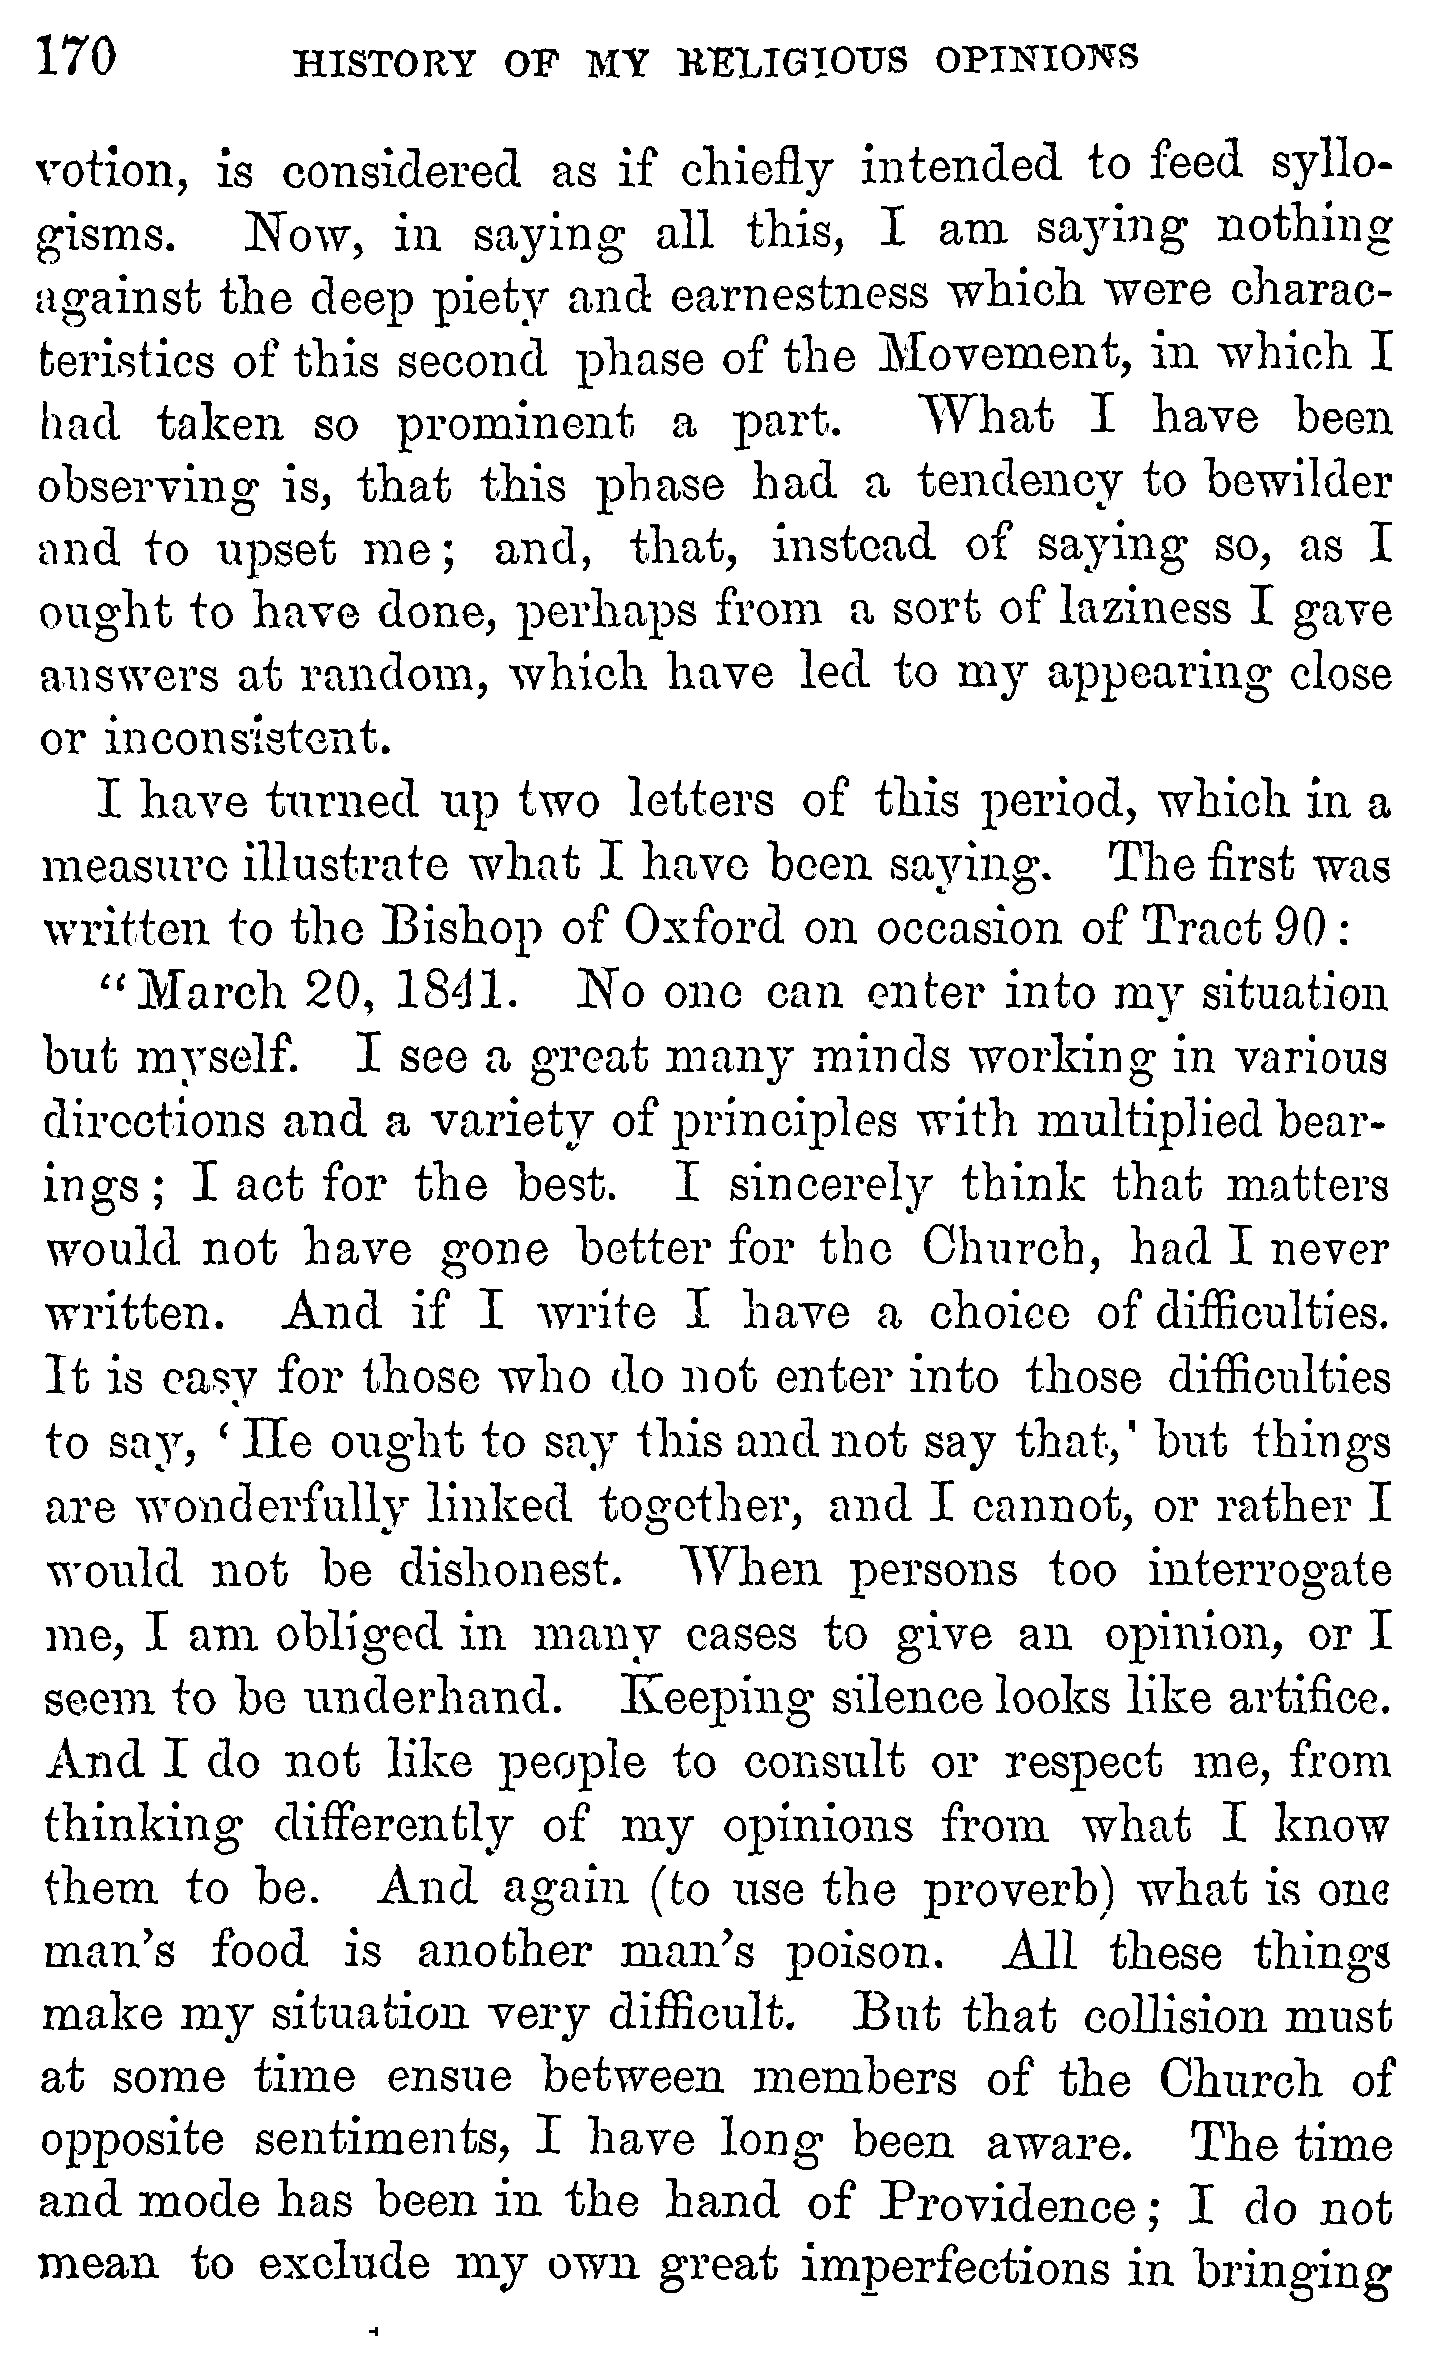 170 HISTORY OF MY RELIGIOUS OPINIONS
votion, is considered as if chiefly intended to feed syllo-
gisms. Now, in saying all this, I am saying nothing
against the deep piety and earnestness which were charac-
teristics of this second phase of the Movement, in which I
had taken so prominent a part. What I have been
observing is, that this phase had a tendency to bewilder
and to upset me; and, that, instead of saying so, as I
ought to have done, perhaps from a sort of laziness I gave
answers at random, which have led to my appearing close
or inconsistent.
I have turned up two letters of this period, which in a
measure illustrate what I have been saying. The first was
written to the Bishop of Oxford on occasion of Tract 90:
"March 20, 1841. No one can enter into my situation
but myself. I see a great many minds working in various
directions and a variety of principles with multiplied bear-
ings; I act for the best. I sincerely think that matters
would not have gone better for the Church, had I never
written. And if I write I have a choice of difficulties.
It is easy for those who do not enter into those difficulties
to say, 'He ought to say this and not say that,' but things
are wonderfully linked together, and I cannot, or rather I
would not be dishonest. When persons too interrogate
me, I am obliged in many cases to give an opinion, or I
seem to be underhand. Keeping silence looks like artifice.
And I do not like people to consult or respect me, from
thinking differently of my opinions from what I know
them to be. And again (to use the proverb) what is one
man's food is another man's poison. All these things
make my situation very difficult. But that collision must
at some time ensue between members of the Church of
opposite sentiments, I have long been aware. The time
and mode has been in the hand of Providence; I do not
mean to exclude my own great imperfections in bringing